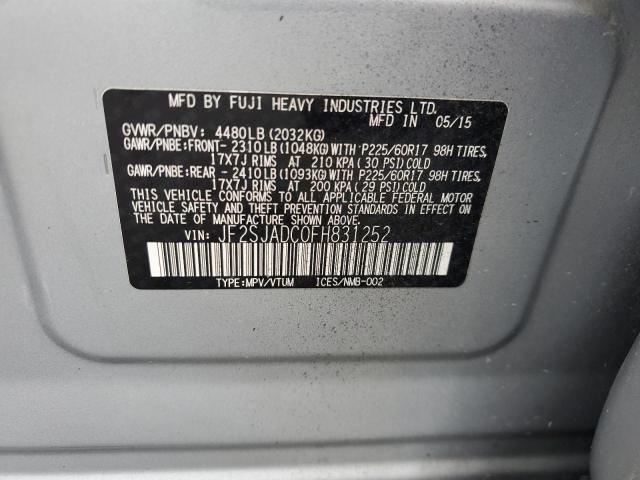 MFD BY FUJI HEAVY INDUSTRIES LTD.
MFD IN 05/15
GVWR/PNBV: 4480LB(2032KG)
GAWR/PNBE:FRONT-2310LB(1048KG)WITH P225/60R17 98H TIRES,
17X7J RIMS AT 210 KPA(30 PSI)COLD
GAWR/PNBE:REAR -2410LB(1093KG)WITH P225/60R17 98H TIRES,
17X7J RIMS AT 200 KPA(29 PSI)COLD
THIS VEHICLE CONFORMS TO ALL APPLICABLE FEDERAL MOTOR
VEHICLE SAFETY AND THEFT PREVENTION STANDARDS IN EFFECT
ON THE DATE OF MANUFACTURE SHOWN ABOVE.
VIN: JF2SJADC0FH831252
TYPE:MPV/VTUM ICES/NMB-002